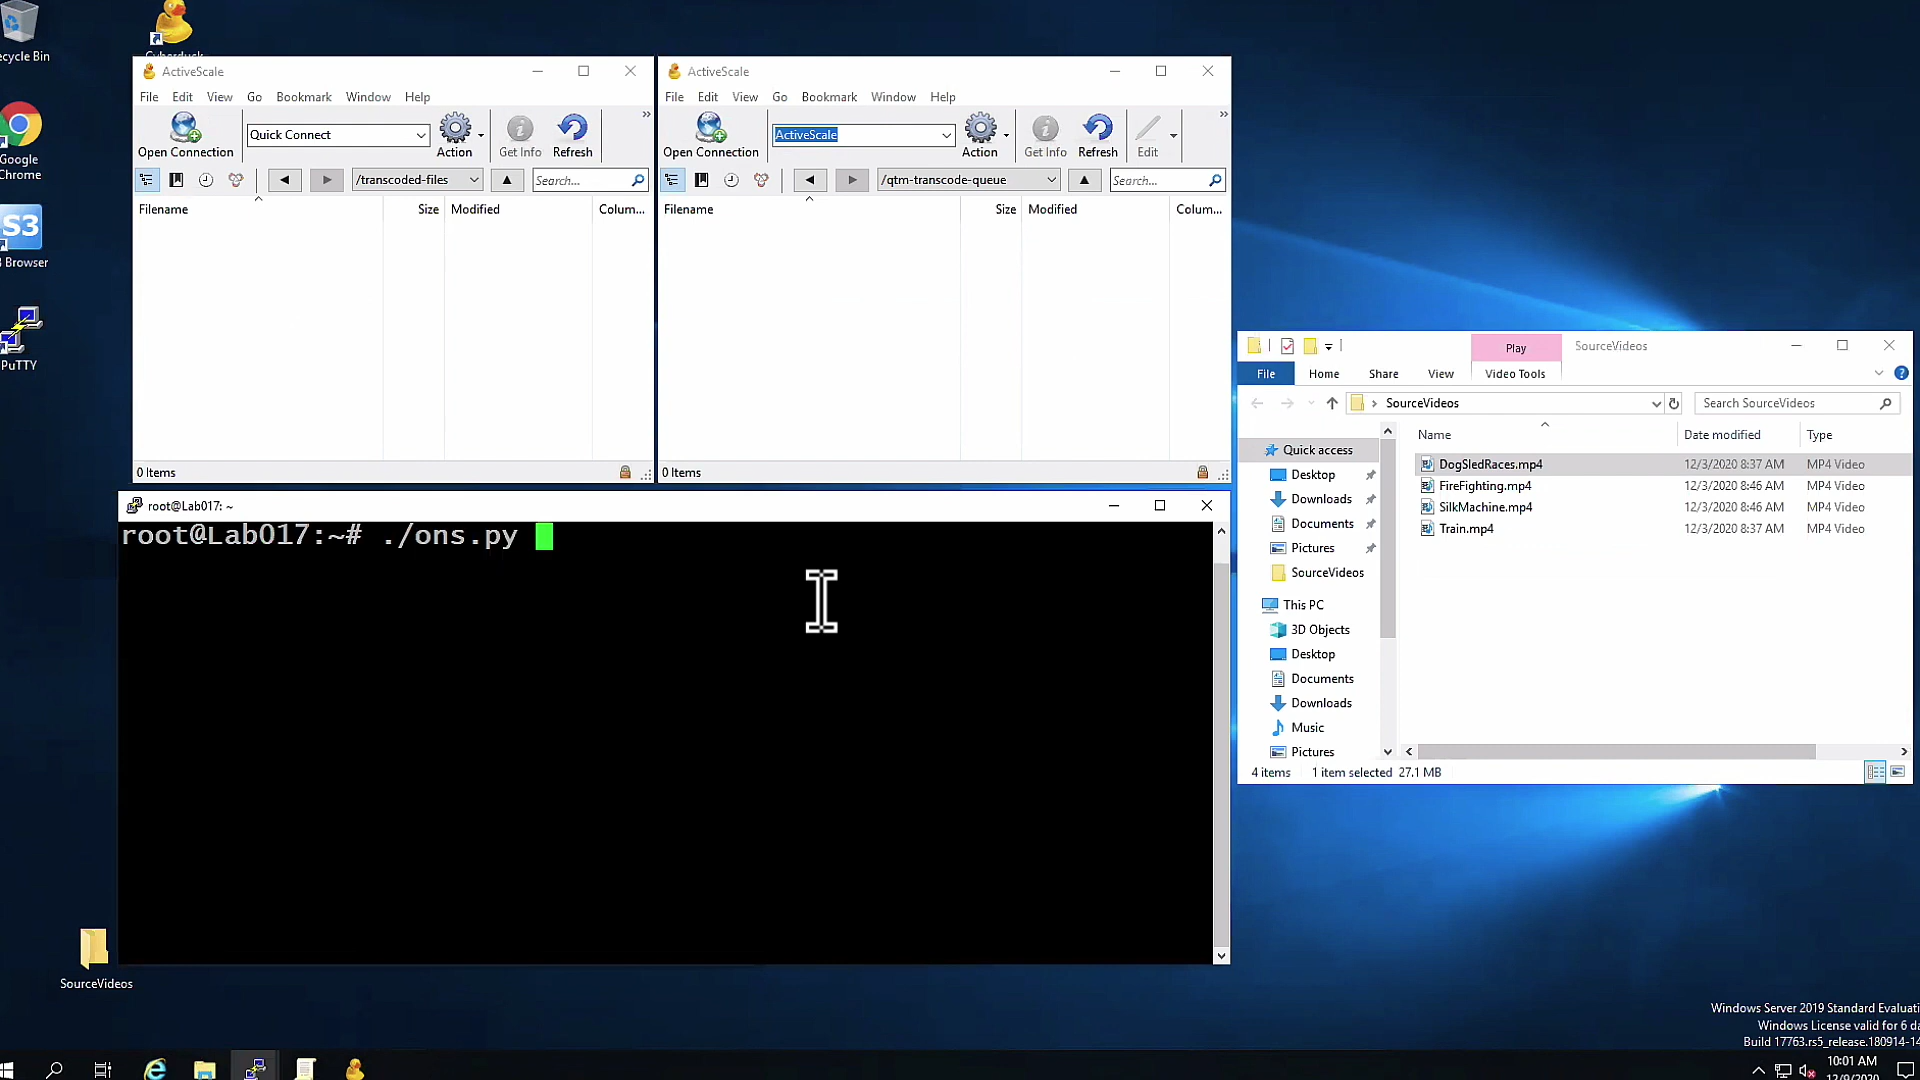 ecycle Bin
Cyberduck
Google
Chrome
S3
Browser
PuTTY
SourceVideos
ActiveScale
File Edit View Go Bookmark Window Help
Open Connection
Quick Connect
Action
Get Info
Refresh
»
/transcoded-files
Search...
Filename Size Modified Colum...
0 Items
ActiveScale
File Edit View Go Bookmark Window Help
Open Connection
ActiveScale
Action
Get Info
Refresh
Edit
»
/qtm-transcode-queue
Search...
Filename Size Modified Colum...
0 Items
root@Lab017: ~
root@Lab017:~# ./ons.py
Play
SourceVideos
File Home Share View Video Tools
SourceVideos
Search SourceVideos
Quick access
Desktop
Downloads
Documents
Pictures
SourceVideos
This PC
3D Objects
Desktop
Documents
Downloads
Music
Pictures
Name Date modified Type
DogSledRaces.mp4 12/3/2020 8:37 AM MP4 Video
FireFighting.mp4 12/3/2020 8:46 AM MP4 Video
SilkMachine.mp4 12/3/2020 8:46 AM MP4 Video
Train.mp4 12/3/2020 8:37 AM MP4 Video
4 items 1 item selected 27.1 MB
Windows Server 2019 Standard Evaluati
Windows License valid for 6 da
Build 17763.rs5_release.180914-14
10:01 AM
12/9/2020